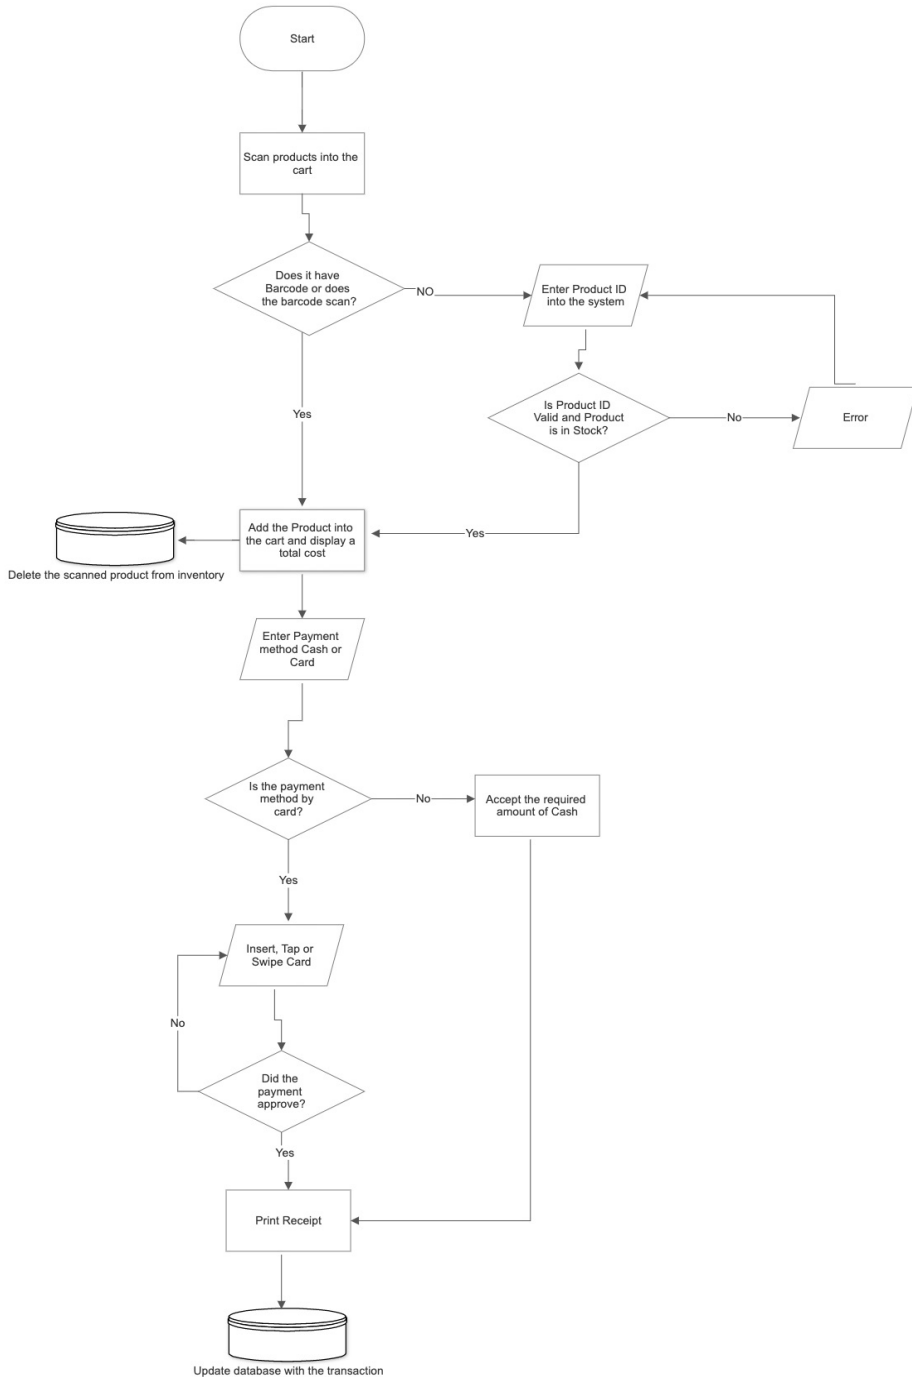 Start
Scan products into the
cart
Does it have
Barcode or does
the barcode scan?
NO
Enter Product ID
into the system
Yes
Is Product ID
Valid and Product
is in Stock?
No
Error
Add the Product into
the cart and display a
total cost
Yes
Delete the scanned product from inventory
Enter Payment
method Cash or
Card
Is the payment
method by
card?
No
Accept the required
amount of Cash
Yes
Insert, Tap or
Swipe Card
No
Did the
payment
approve?
Yes
Print Receipt
Update database with the transaction